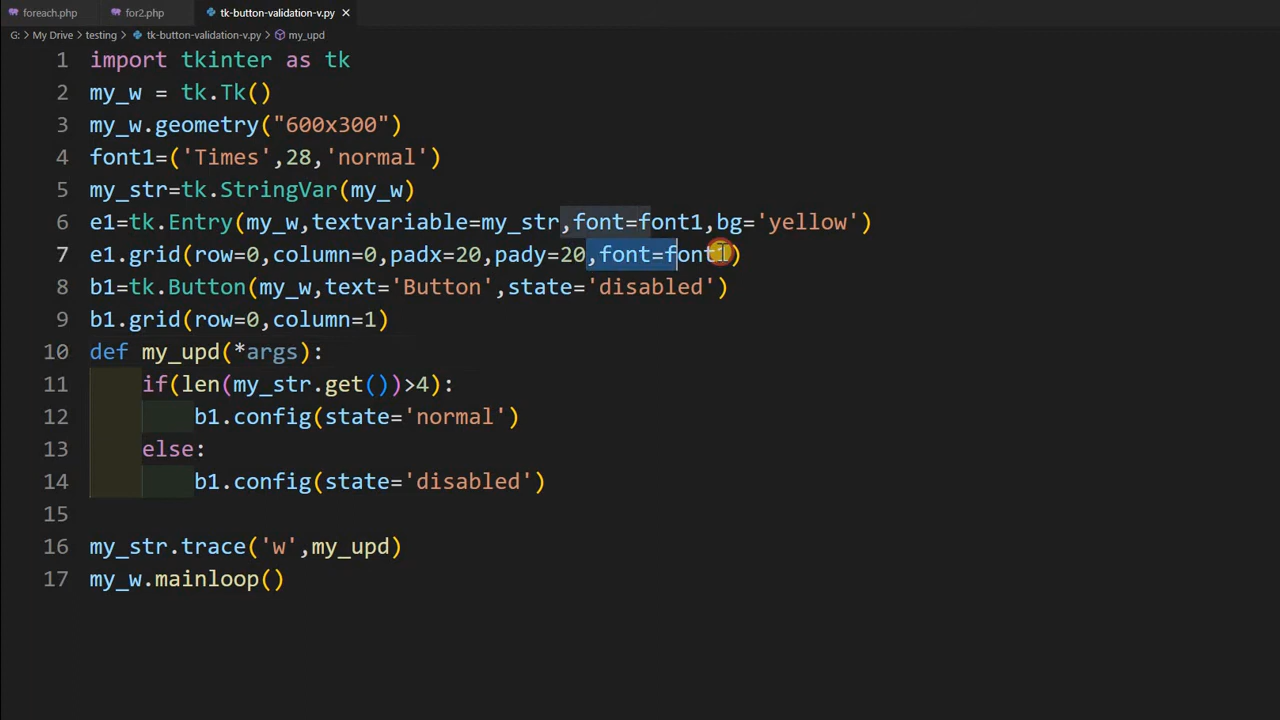 foreach.php for2.php tk-button-validation-v.py ×
G: > My Drive > testing > tk-button-validation-v.py > my_upd
1 import tkinter as tk
2 my_w = tk.Tk()
3 my_w.geometry("600x300")
4 font1=('Times',28,'normal')
5 my_str=tk.StringVar(my_w)
6 e1=tk.Entry(my_w,textvariable=my_str,font=font1,bg='yellow')
7 e1.grid(row=0,column=0,padx=20,pady=20,font=font1)
8 b1=tk.Button(my_w,text='Button',state='disabled')
9 b1.grid(row=0,column=1)
10 def my_upd(*args):
11 if(len(my_str.get())>4):
12 b1.config(state='normal')
13 else:
14 b1.config(state='disabled')
15
16 my_str.trace('w',my_upd)
17 my_w.mainloop()